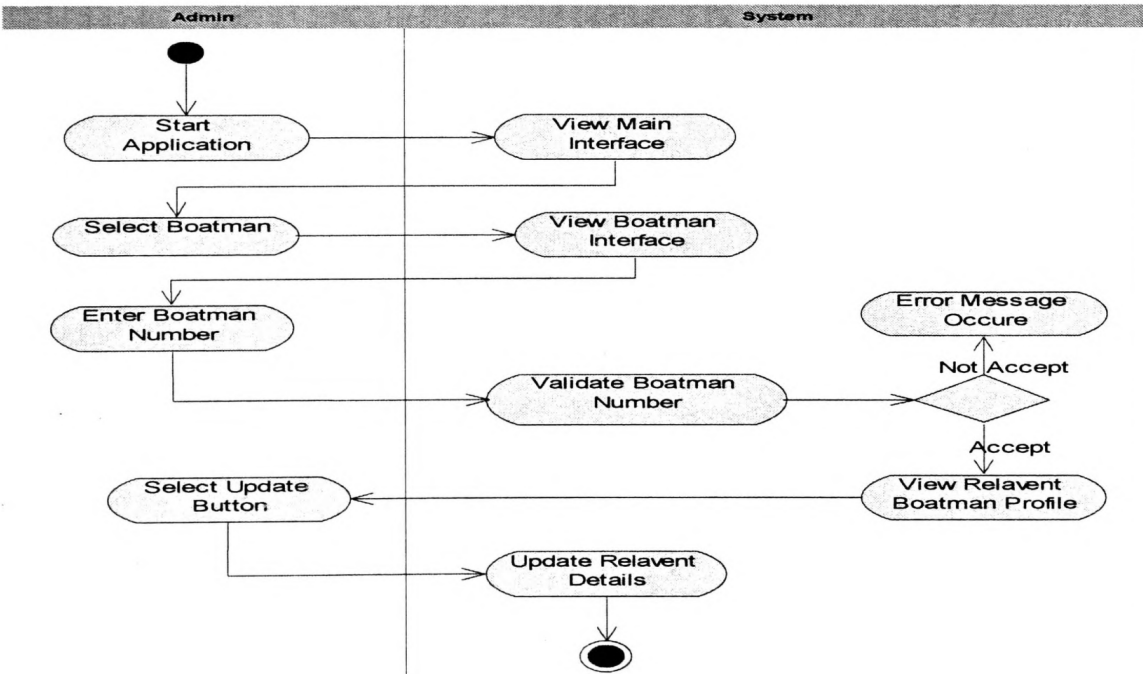 Admin
System
Start
Application
View Main
Interface
Select Boatman
View Boatman
Interface
Enter Boatman
Number
Error Message
Occure
Not Accept
Validate Boatman
Number
Accept
Select Update
Button
View Relavent
Boatman Profile
Update Relavent
Details